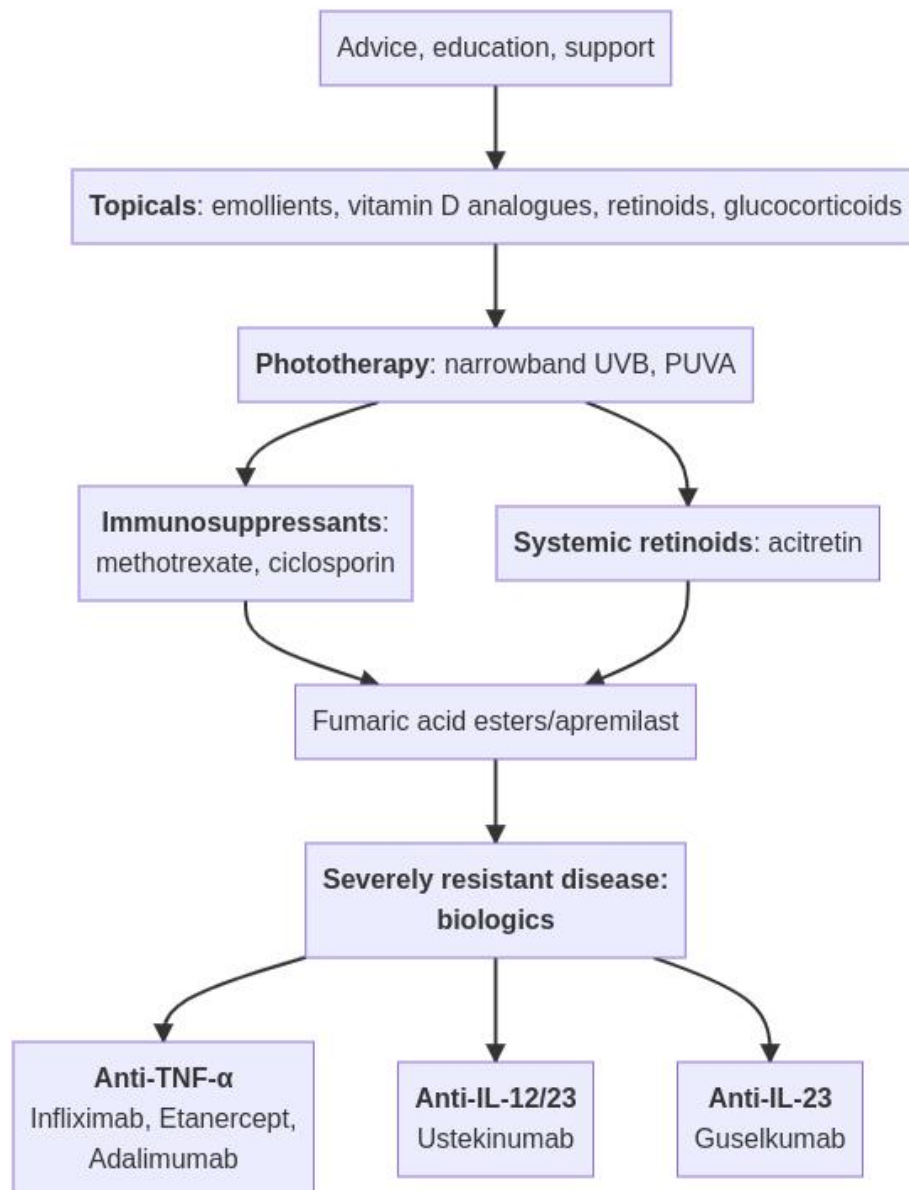 Advice, education, support
Topicals: emollients, vitamin D analogues, retinoids, glucocorticoids
Phototherapy: narrowband UVB, PUVA
Immunosuppressants:
methotrexate, ciclosporin
Systemic retinoids: acitretin
Fumaric acid esters/apremilast
Severely resistant disease:
biologics
Anti-TNF-α
Infliximab, Etanercept,
Adalimumab
Anti-IL-12/23
Ustekinumab
Anti-IL-23
Guselkumab